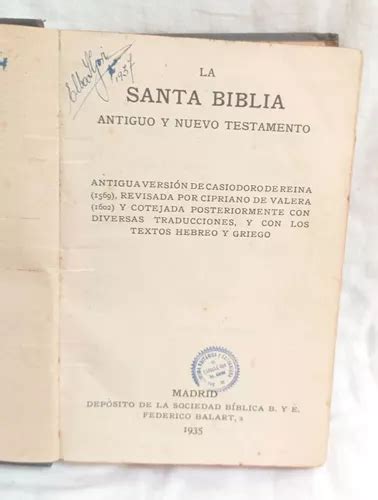 1957
LA
SANTA BIBLIA
ANTIGUO Y NUEVO TESTAMENTO
ANTIGUA VERSIÓN DE CASIODORO DE REINA
(1569), REVISADA POR CIPRIANO DE VALERA
(1602) Y COTEJADA POSTERIORMENTE CON
DIVERSAS TRADUCCIONES, Y CON LOS
TEXTOS HEBREO Y GRIEGO
MADRID
DEPÓSITO DE LA SOCIEDAD BÍBLICA B. Y E.
FEDERICO BALART, 2
1935